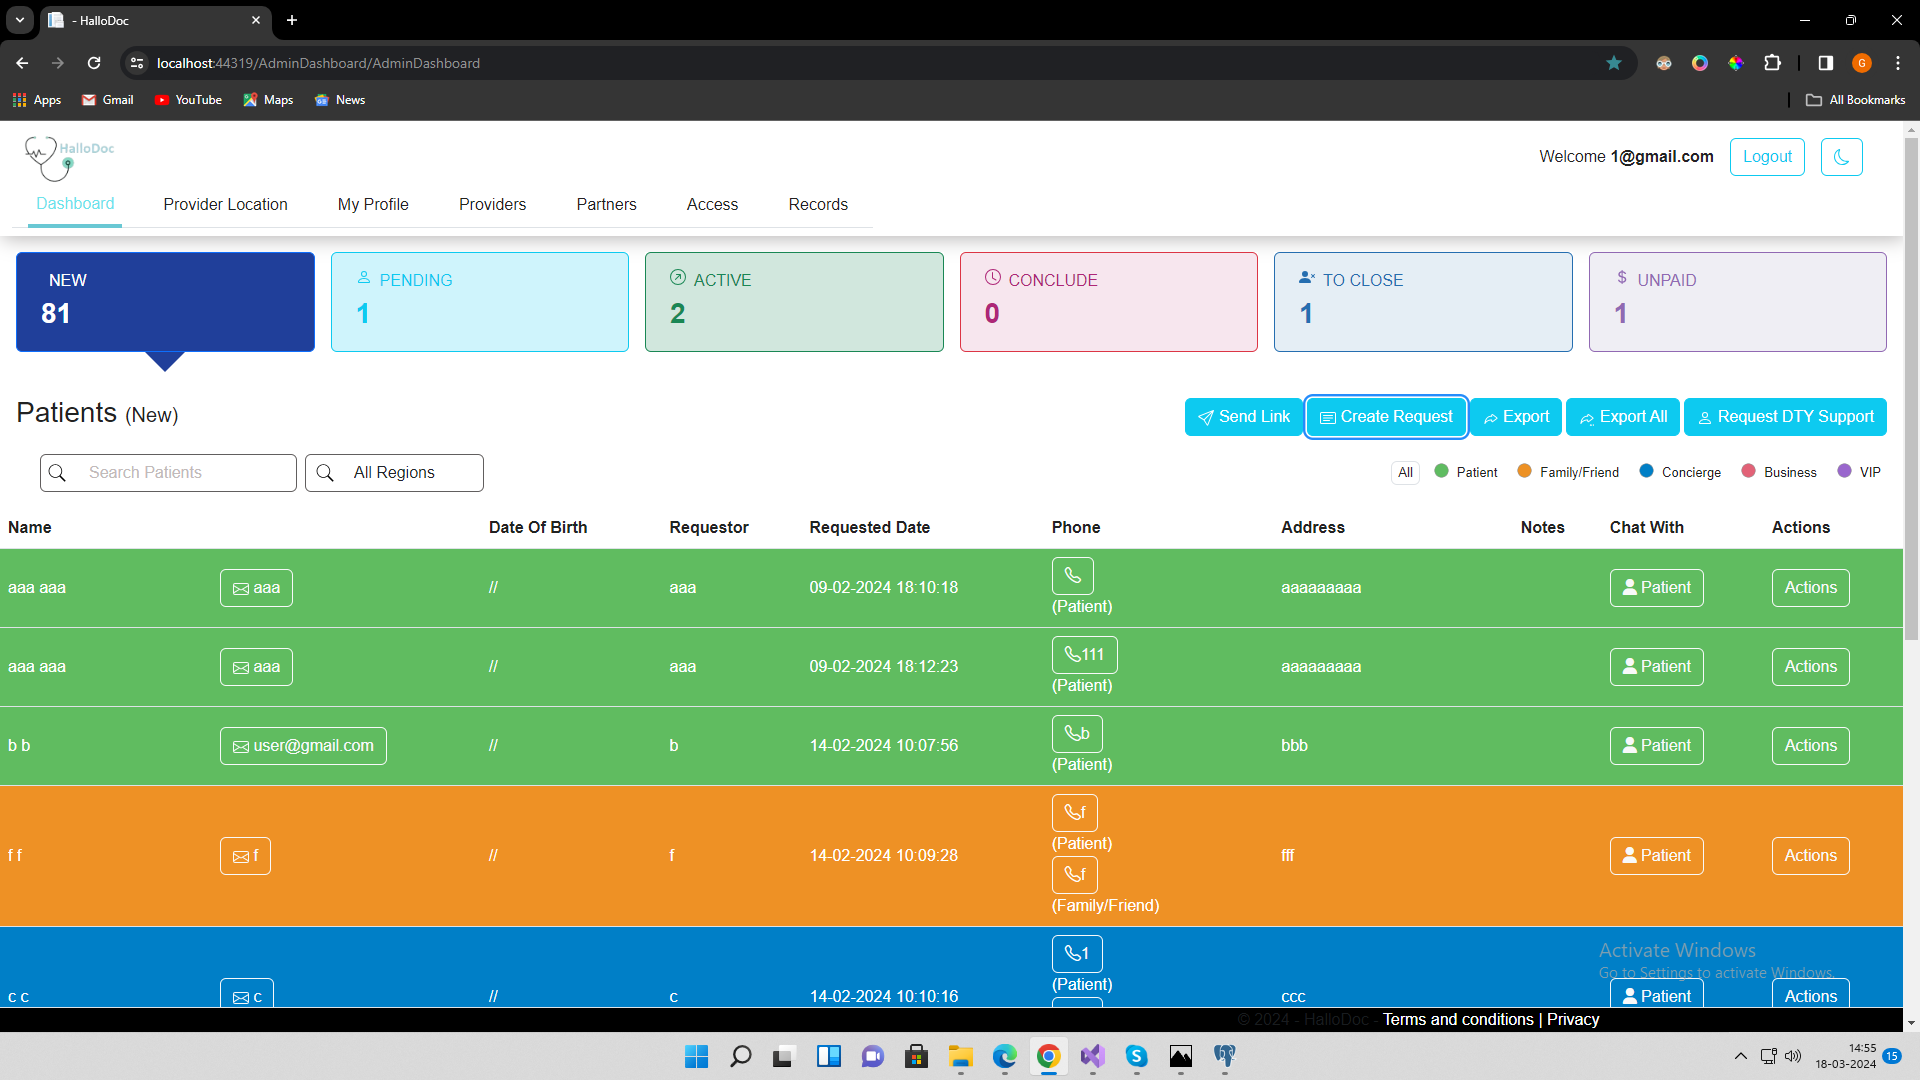 - HalloDoc
localhost:44319/AdminDashboard/AdminDashboard
G
Apps Gmail YouTube Maps News All Bookmarks
HalloDoc
Welcome 1@gmail.com Logout
Dashboard Provider Location My Profile Providers Partners Access Records
NEW PENDING ACTIVE CONCLUDE TO CLOSE $ UNPAID
81 1 2 0 1 1
Patients (New) Send Link Create Request Export Export All Request DTY Support
Search Patients All Regions All Patient Family/Friend Concierge Business VIP
Name Date Of Birth Requestor Requested Date Phone Address Notes Chat With Actions
aaa aaa aaa // aaa 09-02-2024 18:10:18 aaaaaaaaa Patient Actions
(Patient)
aaa aaa aaa // aaa 09-02-2024 18:12:23 111 aaaaaaaaa Patient Actions
(Patient)
b b user@gmail.com // b 14-02-2024 10:07:56 b bbb Patient Actions
(Patient)
f
(Patient)
f f f // f 14-02-2024 10:09:28 fff Patient Actions
f
(Family/Friend)
1
(Patient)
c c c // c 14-02-2024 10:10:16 ccc Patient Actions
Activate Windows
Go to Settings to activate Windows.
© 2024 - HalloDoc - Terms and conditions | Privacy
14:55
18-03-2024
15